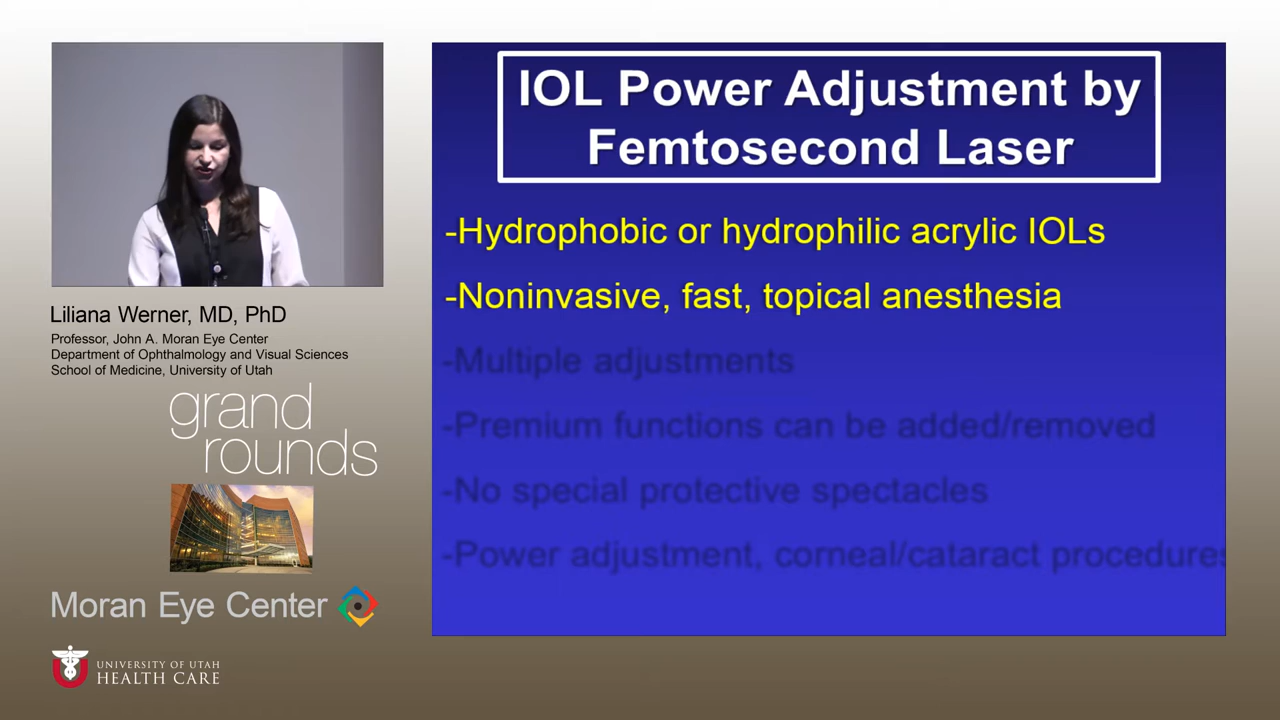 IOL Power Adjustment by
Femtosecond Laser
-Hydrophobic or hydrophilic acrylic IOLs
-Noninvasive, fast, topical anesthesia
-Multiple adjustments
-Premium functions can be added/removed
-No special protective spectacles
-Power adjustment, corneal/cataract procedures
Liliana Werner, MD, PhD
Professor, John A. Moran Eye Center
Department of Ophthalmology and Visual Sciences
School of Medicine, University of Utah
grand
rounds
Moran Eye Center
UNIVERSITY OF UTAH
HEALTH CARE